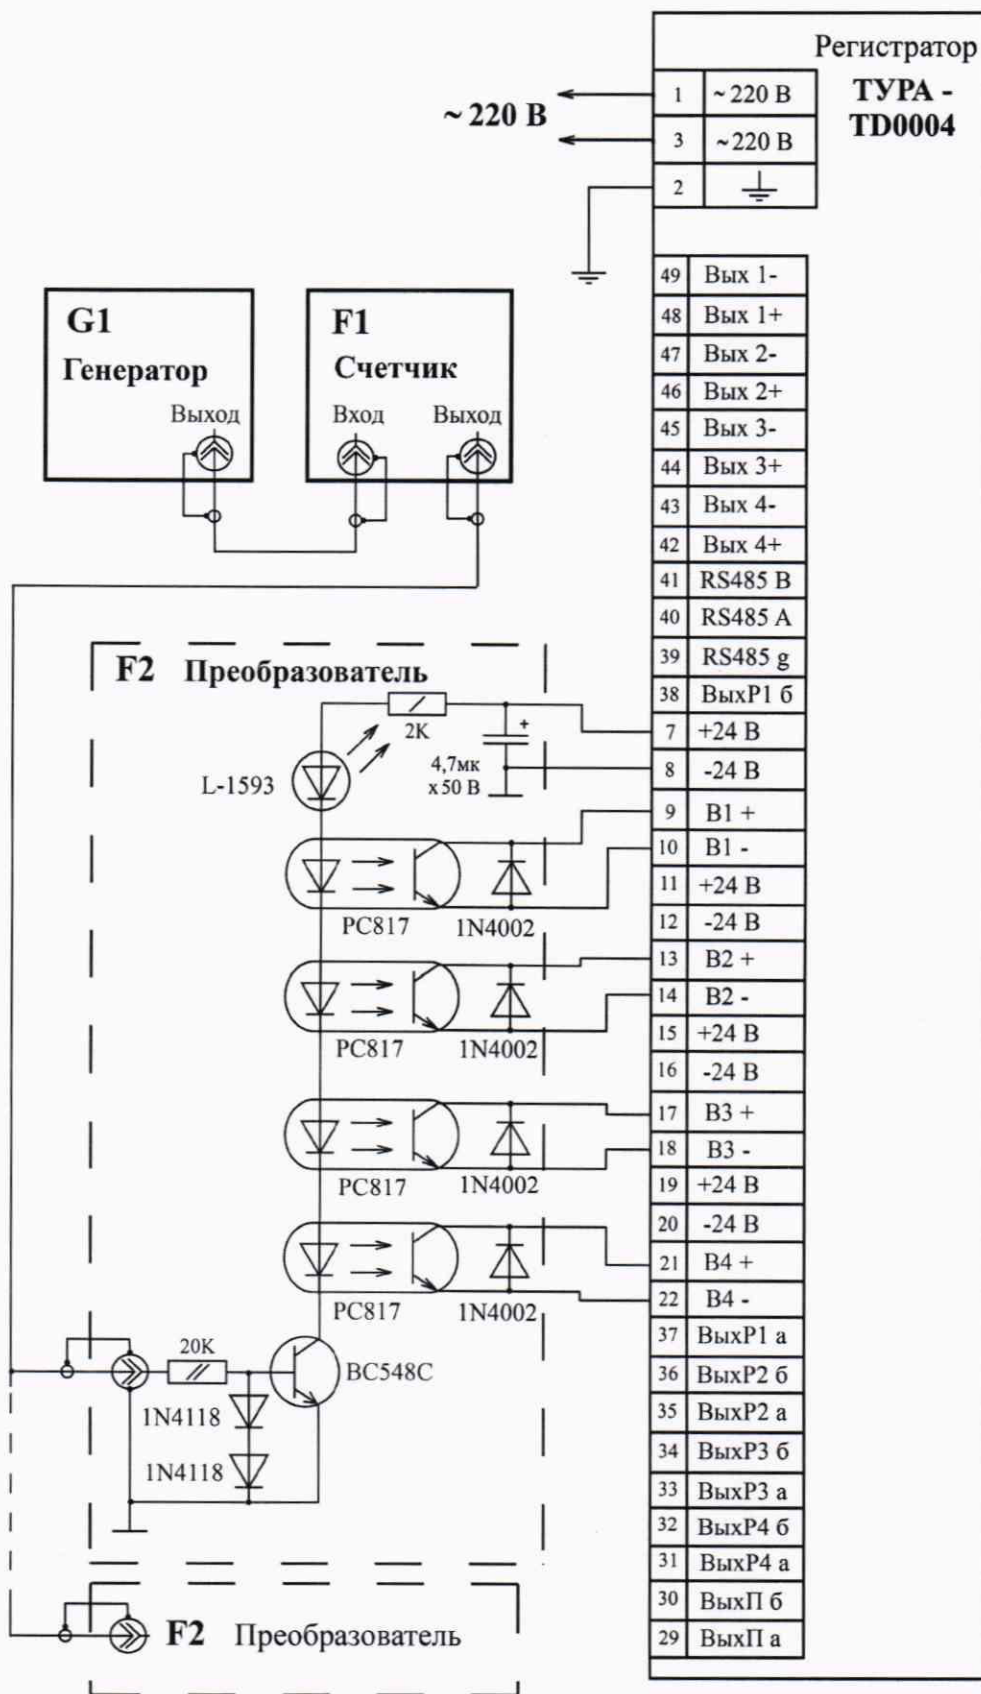 Регистратор
ТУРА -
TD0004
~ 220 В
1 ~ 220 В
3 ~220 В
2
49 Вых 1-
48 Вых 1+
47 Вых 2-
46 Вых 2+
45 Вых 3-
44 Вых 3+
43 Вых 4-
42 Вых 4+
41 RS485 B
40 RS485 A
39 RS485 g
38 ВыхР1 б
7 +24 В
8 -24 В
9 В1 +
10 В1 -
11 +24 В
12 -24 В
13 В2 +
14 В2 -
15 +24 В
16 -24 В
17 В3 +
18 В3 -
19 +24 В
20 -24 В
21 В4 +
22 В4 -
37 ВыхР1 а
36 ВыхР2 б
35 ВыхР2 а
34 ВыхР3 б
33 ВыхР3 а
32 ВыхР4 б
31 ВыхР4 а
30 ВыхП б
29 ВыхП а
G1
Генератор
Выход
F1
Счетчик
Вход Выход
F2 Преобразователь
2К
+
4,7мк
х50 В
L-1593
PC817 1N4002
PC817 1N4002
PC817 1N4002
PC817 1N4002
20К
BC548C
1N4118
1N4118
F2 Преобразователь